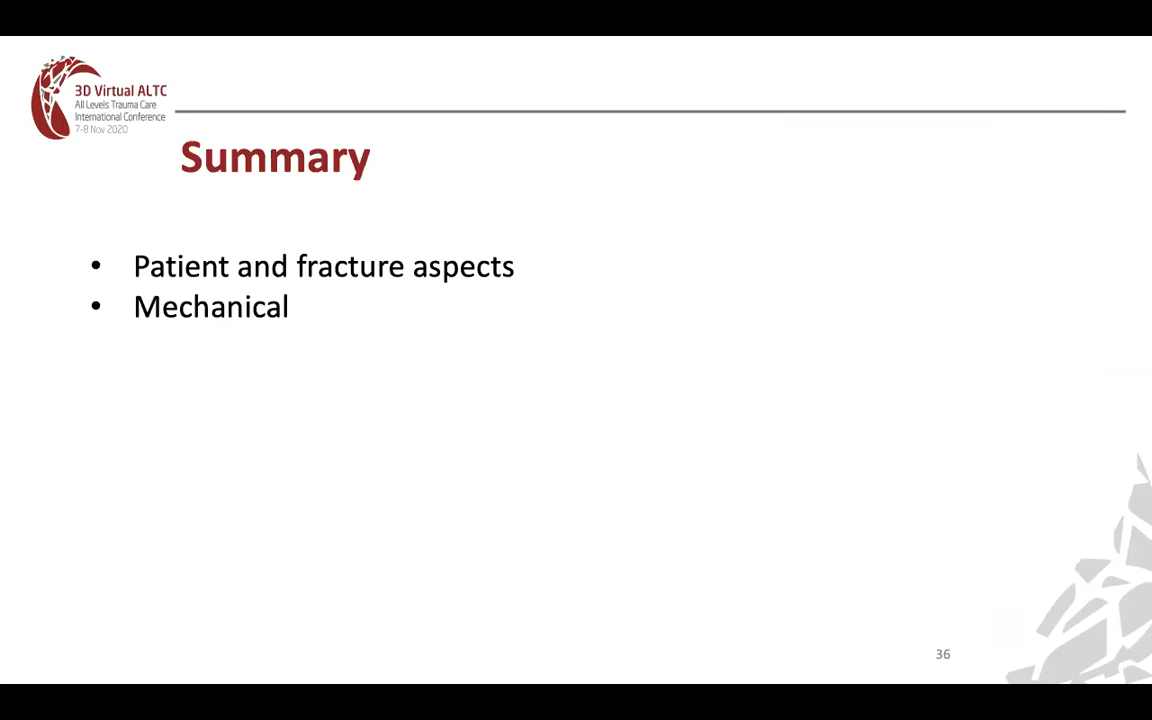 3D Virtual ALTC
All Levels Trauma Care
International Conference
7-8 Nov 2020
Summary
• Patient and fracture aspects
• Mechanical
36